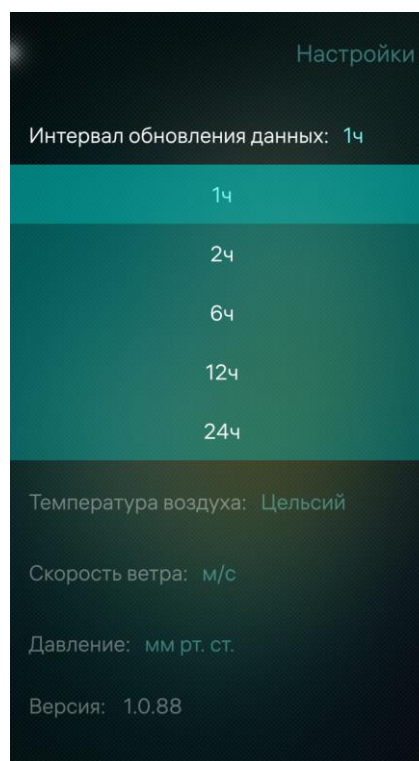 Настройки
Интервал обновления данных: 1ч
1ч
2ч
6ч
12ч
24ч
Температура воздуха: Цельсий
Скорость ветра: м/с
Давление: мм рт. ст.
Версия: 1.0.88